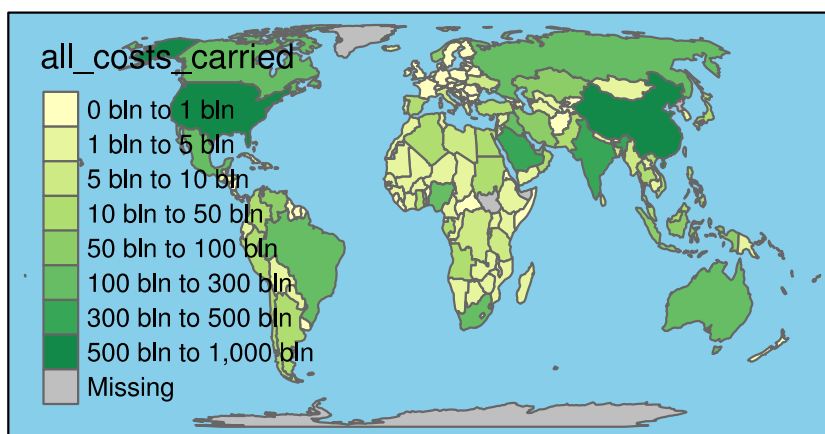 all_costs_carried
0 bln to 1 bln
1 bln to 5 bln
5 bln to 10 bln
10 bln to 50 bln
50 bln to 100 bln
100 bln to 300 bln
300 bln to 500 bln
500 bln to 1,000 bln
Missing